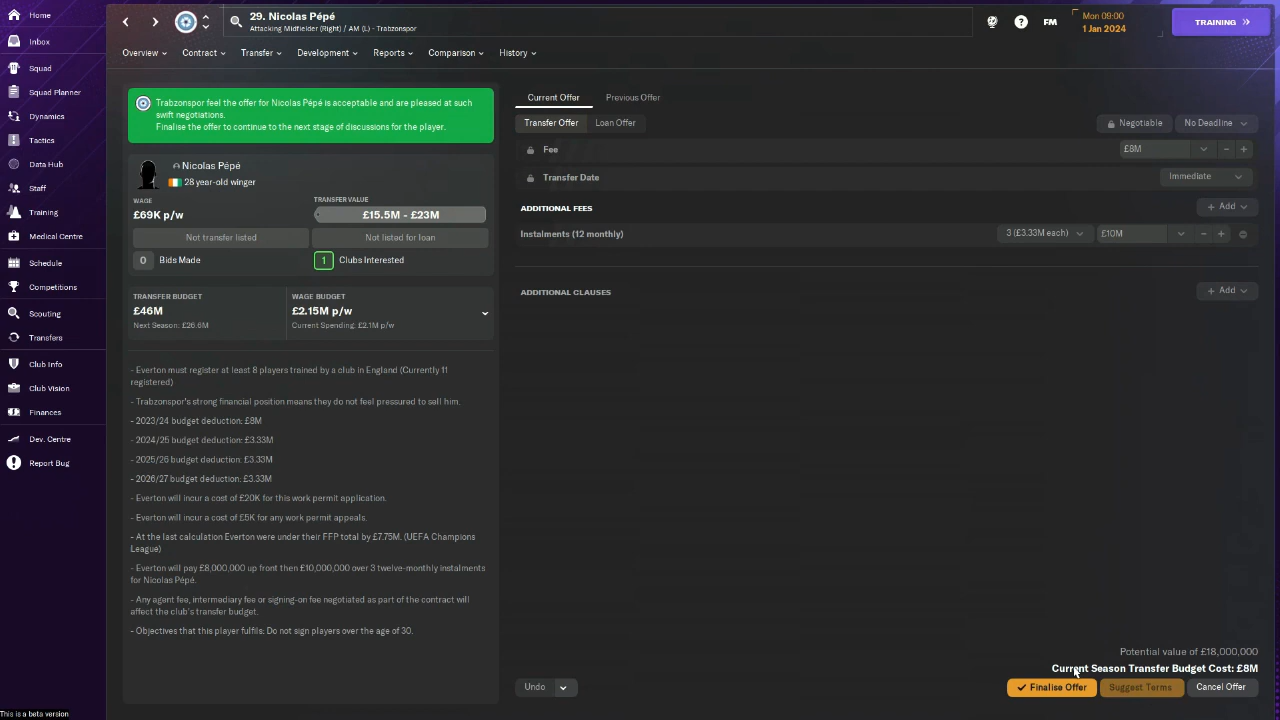 Home
Inbox
Squad
Squad Planner
Dynamics
Tactics
Data Hub
Staff
Training
Medical Centre
Schedule
Competitions
Scouting
Transfers
Club Info
Club Vision
Finances
Dev. Centre
Report Bug
This is a beta version
29. Nicolas Pépé
Attacking Midfielder (Right) / AM (L) - Trabzonspor
FM
Mon 09:00
1 Jan 2024
TRAINING
Overview
Contract
Transfer
Development
Reports
Comparison
History
Trabzonspor feel the offer for Nicolas Pépé is acceptable and are pleased at such
swift negotiations.
Finalise the offer to continue to the next stage of discussions for the player.
Nicolas Pépé
28 year-old winger
WAGE
£69K p/w
TRANSFER VALUE
£15.5M - £23M
Not transfer listed
Not listed for loan
0 Bids Made
1 Clubs Interested
TRANSFER BUDGET
£46M
Next Season: £26.6M
WAGE BUDGET
£2.15M p/w
Current Spending: £2.1M p/w
- Everton must register at least 8 players trained by a club in England (Currently 11
registered)
- Trabzonspor's strong financial position means they do not feel pressured to sell him.
- 2023/24 budget deduction: £8M
- 2024/25 budget deduction: £3.33M
- 2025/26 budget deduction: £3.33M
- 2026/27 budget deduction: £3.33M
- Everton will incur a cost of £20K for this work permit application.
- Everton will incur a cost of £5K for any work permit appeals.
- At the last calculation Everton were under their FFP total by £7.75M. (UEFA Champions
League)
- Everton will pay £8,000,000 up front then £10,000,000 over 3 twelve-monthly instalments
for Nicolas Pépé.
- Any agent fee, intermediary fee or signing-on fee negotiated as part of the contract will
affect the club's transfer budget.
- Objectives that this player fulfils: Do not sign players over the age of 30.
Current Offer
Previous Offer
Transfer Offer
Loan Offer
Negotiable
No Deadline
Fee
£8M
Transfer Date
Immediate
ADDITIONAL FEES
+ Add
Instalments (12 monthly)
3 (£3.33M each)
£10M
ADDITIONAL CLAUSES
+ Add
Potential value of £18,000,000
Current Season Transfer Budget Cost: £8M
Undo
Finalise Offer
Suggest Terms
Cancel Offer